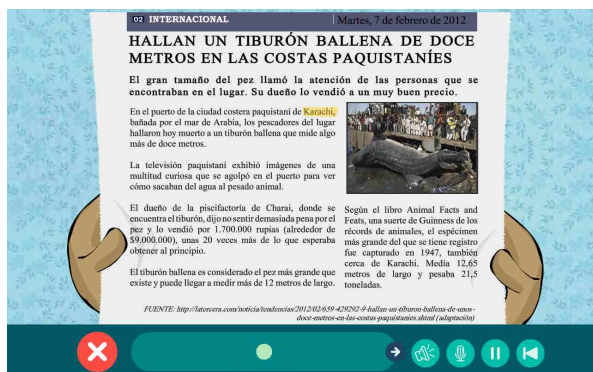 02 INTERNACIONAL
Martes, 7 de febrero de 2012
HALLAN UN TIBURÓN BALLENA DE DOCE
METROS EN LAS COSTAS PAQUISTANÍES
El gran tamaño del pez llamó la atención de las personas que se
encontraban en el lugar. Su dueño lo vendió a un muy buen precio.
En el puerto de la ciudad costera paquistaní de Karachi,
bañada por el mar de Arabia, los pescadores del lugar
hallaron hoy muerto a un tiburón ballena que mide algo
más de doce metros.
La televisión paquistaní exhibió imágenes de una
multitud curiosa que se agolpó en el puerto para ver
cómo sacaban del agua al pesado animal.
El dueño de la piscifactoría de Charai, donde se
encuentra el tiburón, dijo no sentir demasiada pena por el
pez y lo vendió por 1.700.000 rupias (alrededor de
$9.000.000), unas 20 veces más de lo que esperaba
obtener al principio.
El tiburón ballena es considerado el pez más grande que
existe y puede llegar a medir más de 12 metros de largo.
Según el libro Animal Facts and
Feats, una suerte de Guinness de los
récords de animales, el espécimen
más grande del que se tiene registro
fue capturado en 1947, también
cerca de Karachi. Medía 12,65
metros de largo y pesaba 21,5
toneladas.
FUENTE: http://latercera.com/noticia/tendencias/2012/02/659-429292-9-hallan-un-tiburon-ballena-de-unos-
doce-metros-en-las-costas-paquistanies.shtml (adaptación)